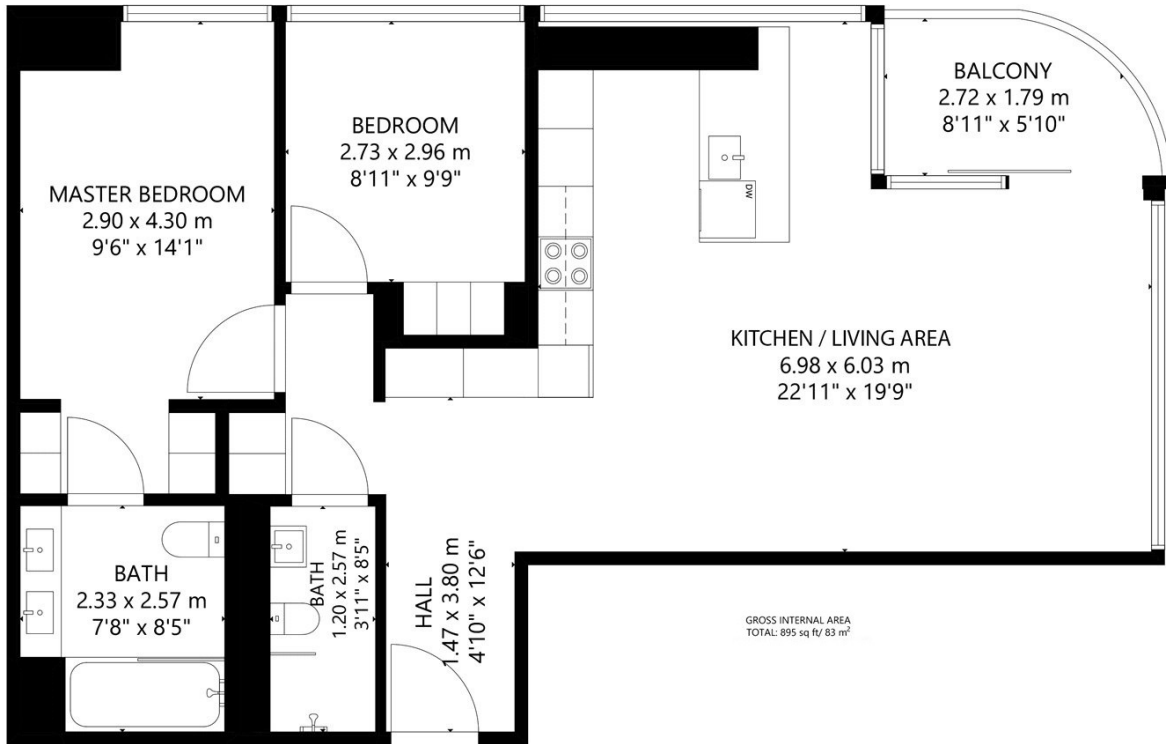 BALCONY
2.72 x 1.79 m
8'11" x 5'10"
BEDROOM
2.73 x 2.96 m
8'11" x 9'9"
MASTER BEDROOM
2.90 x 4.30 m
9'6" x 14'1"
DW
KITCHEN / LIVING AREA
6.98 x 6.03 m
22'11" x 19'9"
BATH
2.33 x 2.57 m
7'8" x 8'5"
BATH
1.20 x 2.57 m
3'11" x 8'5"
HALL
1.47 x 3.80 m
4'10" x 12'6"
GROSS INTERNAL AREA
TOTAL: 895 sq ft/ 83 m²